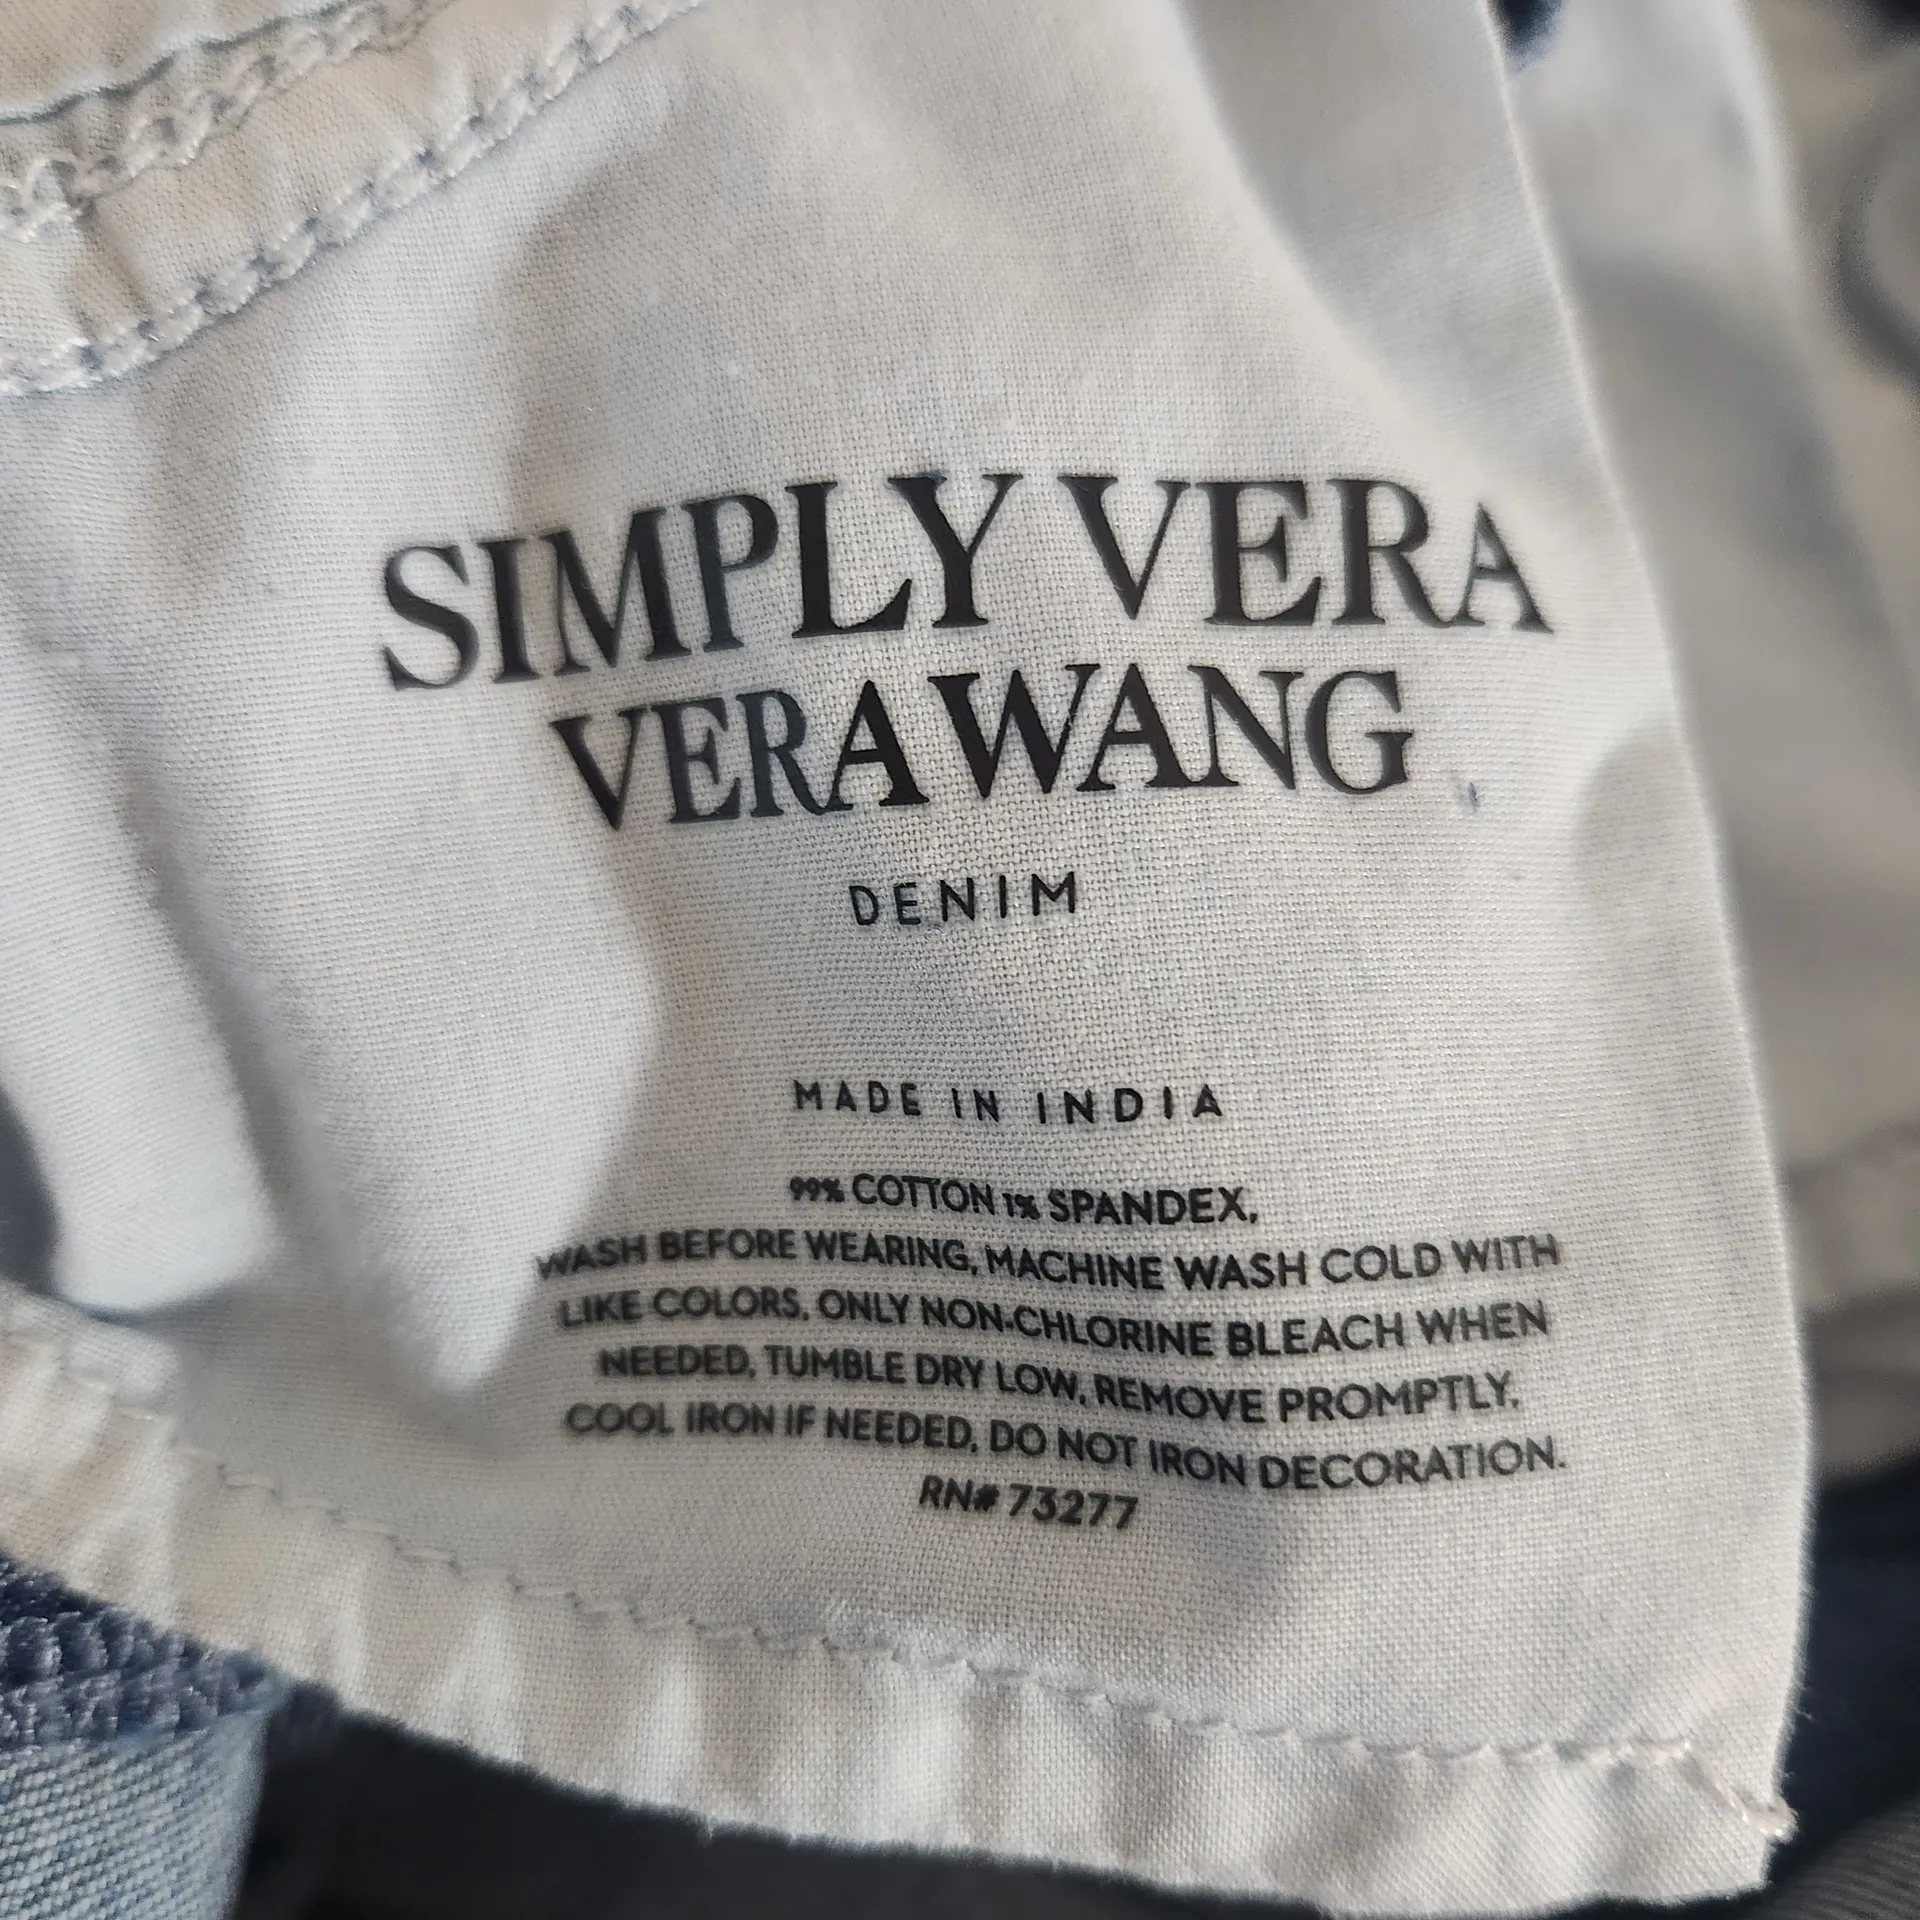 SIMPLY VERA
VERA WANG
DENIM
MADE IN INDIA
99% COTTON 1% SPANDEX,
WASH BEFORE WEARING, MACHINE WASH COLD WITH
LIKE COLORS, ONLY NON-CHLORINE BLEACH WHEN
NEEDED, TUMBLE DRY LOW, REMOVE PROMPTLY,
COOL IRON IF NEEDED, DO NOT IRON DECORATION.
RN# 73277